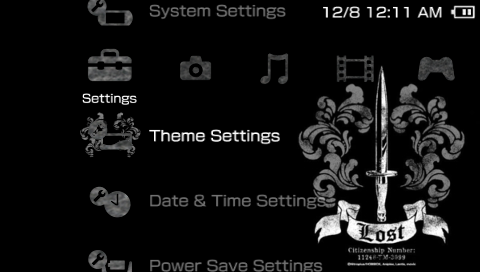 System Settings
12/8 12:11 AM
Settings
Theme Settings
Date & Time Settings
Lost
Citizenship Number:
Power Save Settings